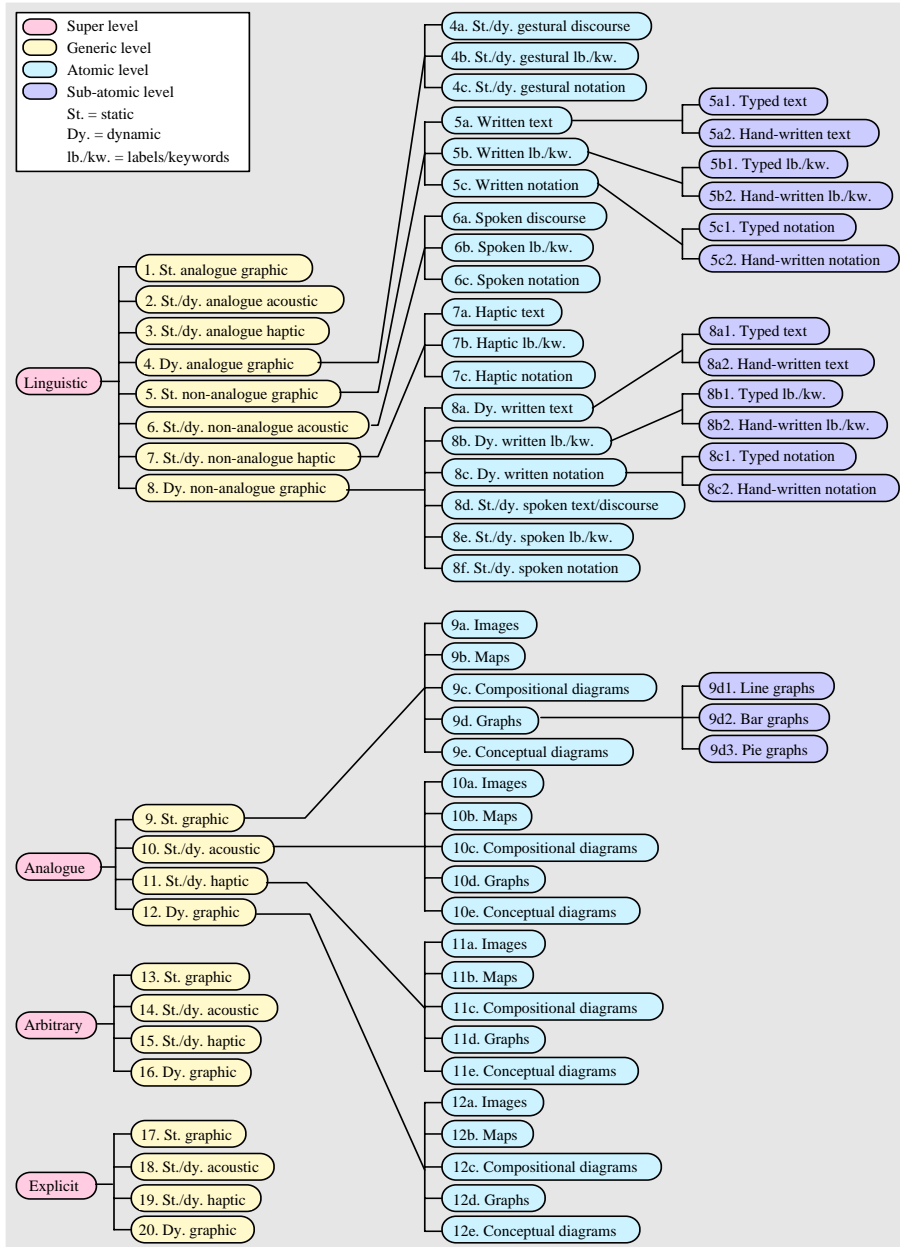 Super level
Generic level
Atomic level
Sub-atomic level
St. = static
Dy. = dynamic
lb./kw. = labels/keywords
Linguistic
1. St. analogue graphic
2. St./dy. analogue acoustic
3. St./dy. analogue haptic
4. Dy. analogue graphic
5. St. non-analogue graphic
6. St./dy. non-analogue acoustic
7. St./dy. non-analogue haptic
8. Dy. non-analogue graphic
4a. St./dy. gestural discourse
4b. St./dy. gestural lb./kw.
4c. St./dy. gestural notation
5a. Written text
5b. Written lb./kw.
5c. Written notation
6a. Spoken discourse
6b. Spoken lb./kw.
6c. Spoken notation
7a. Haptic text
7b. Haptic lb./kw.
7c. Haptic notation
8a. Dy. written text
8b. Dy. written lb./kw.
8c. Dy. written notation
8d. St./dy. spoken text/discourse
8e. St./dy. spoken lb./kw.
8f. St./dy. spoken notation
5a1. Typed text
5a2. Hand-written text
5b1. Typed lb./kw.
5b2. Hand-written lb./kw.
5c1. Typed notation
5c2. Hand-written notation
8a1. Typed text
8a2. Hand-written text
8b1. Typed lb./kw.
8b2. Hand-written lb./kw.
8c1. Typed notation
8c2. Hand-written notation
Analogue
9. St. graphic
10. St./dy. acoustic
11. St./dy. haptic
12. Dy. graphic
9a. Images
9b. Maps
9c. Compositional diagrams
9d. Graphs
9e. Conceptual diagrams
9d1. Line graphs
9d2. Bar graphs
9d3. Pie graphs
10a. Images
10b. Maps
10c. Compositional diagrams
10d. Graphs
10e. Conceptual diagrams
11a. Images
11b. Maps
11c. Compositional diagrams
11d. Graphs
11e. Conceptual diagrams
12a. Images
12b. Maps
12c. Compositional diagrams
12d. Graphs
12e. Conceptual diagrams
Arbitrary
13. St. graphic
14. St./dy. acoustic
15. St./dy. haptic
16. Dy. graphic
Explicit
17. St. graphic
18. St./dy. acoustic
19. St./dy. haptic
20. Dy. graphic